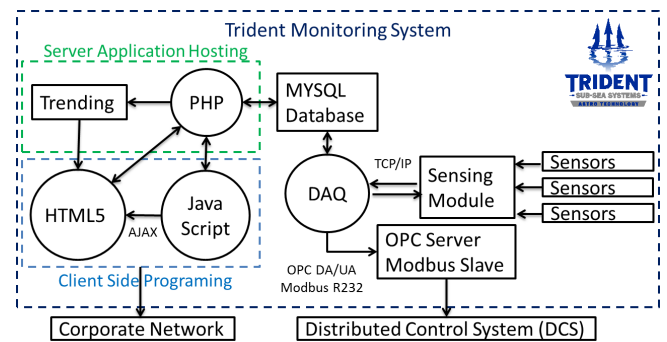 Trident Monitoring System
Server Application Hosting
TRIDENT
SUB-SEA SYSTEMS
ASTRO TECHNOLOGY
Trending
PHP
MYSQL
Database
TCP/IP
Sensing
Module
Sensors
Sensors
Sensors
HTML5
AJAX
Java
Script
DAQ
OPC Server
Modbus Slave
OPC DA/UA
Modbus R232
Client Side Programing
Corporate Network
Distributed Control System (DCS)